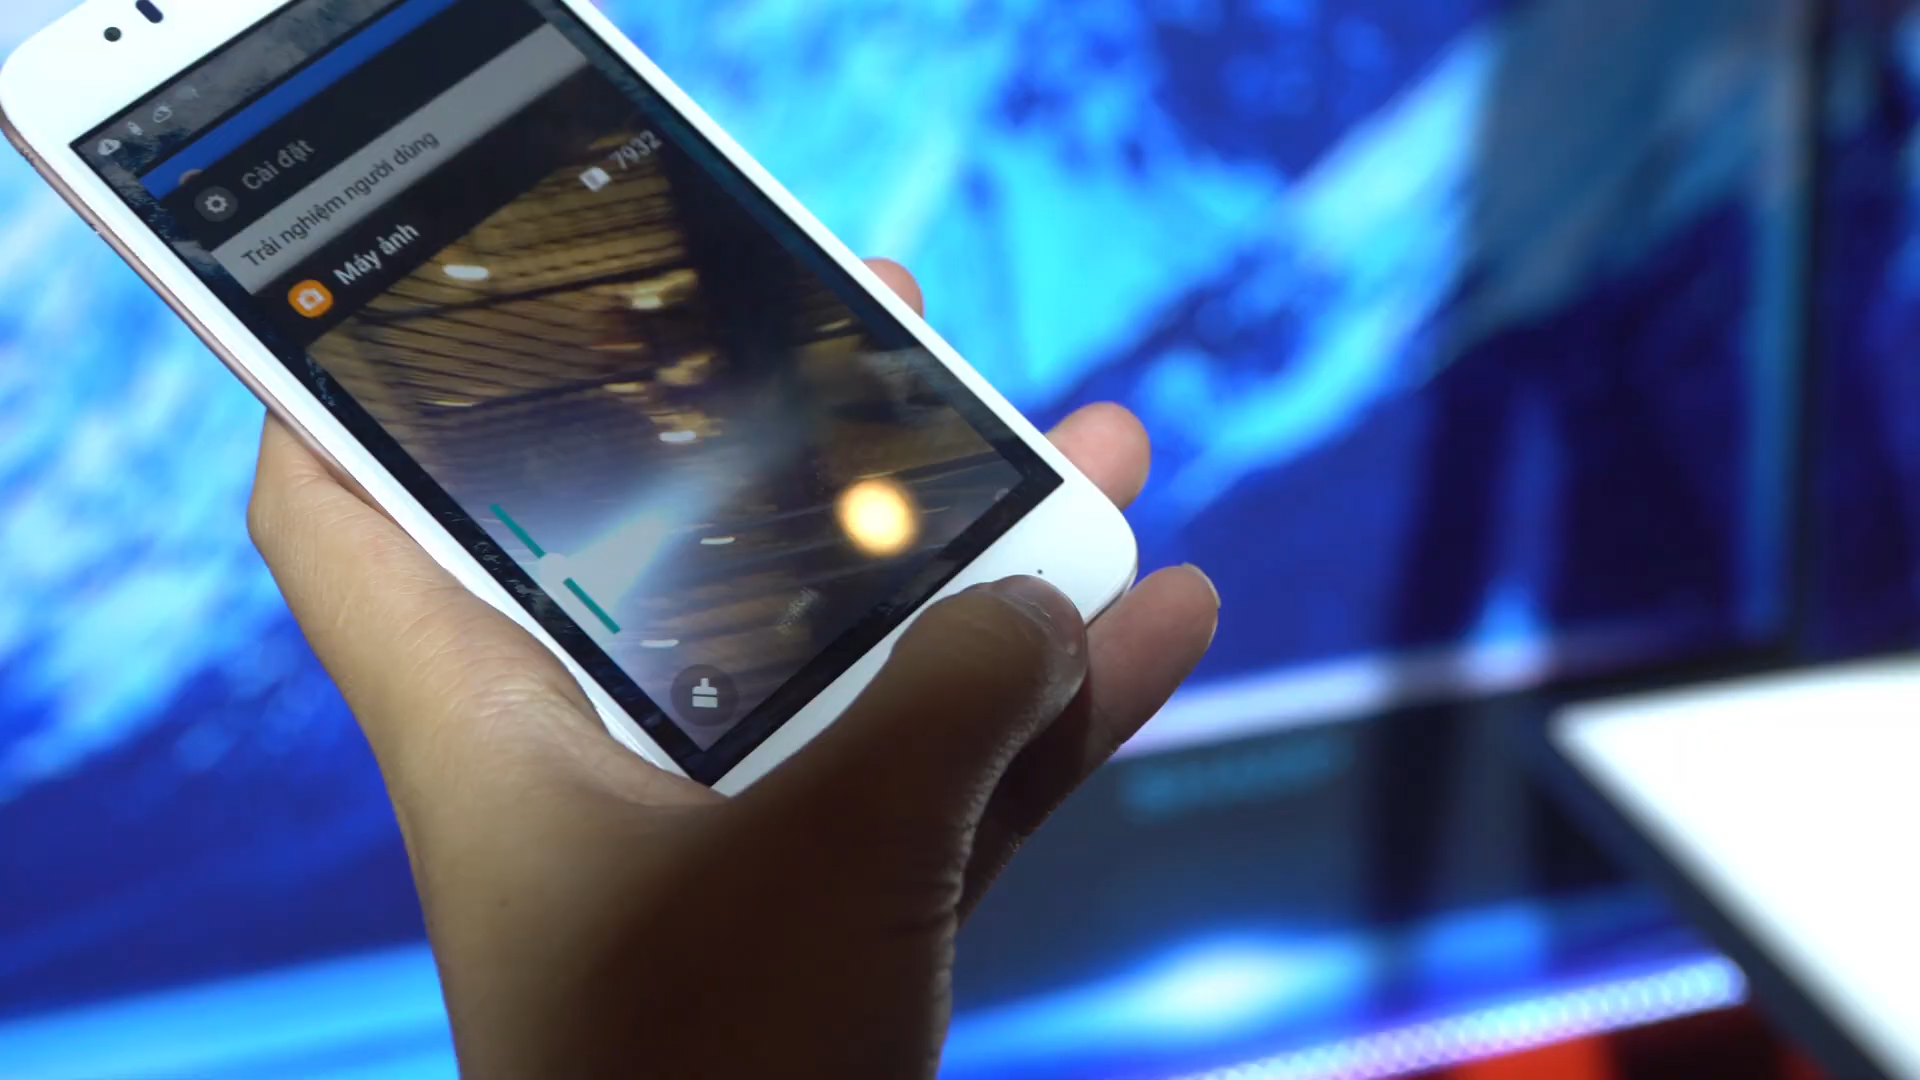 Cài đặt
Trải nghiệm người dùng
Máy ảnh
7932